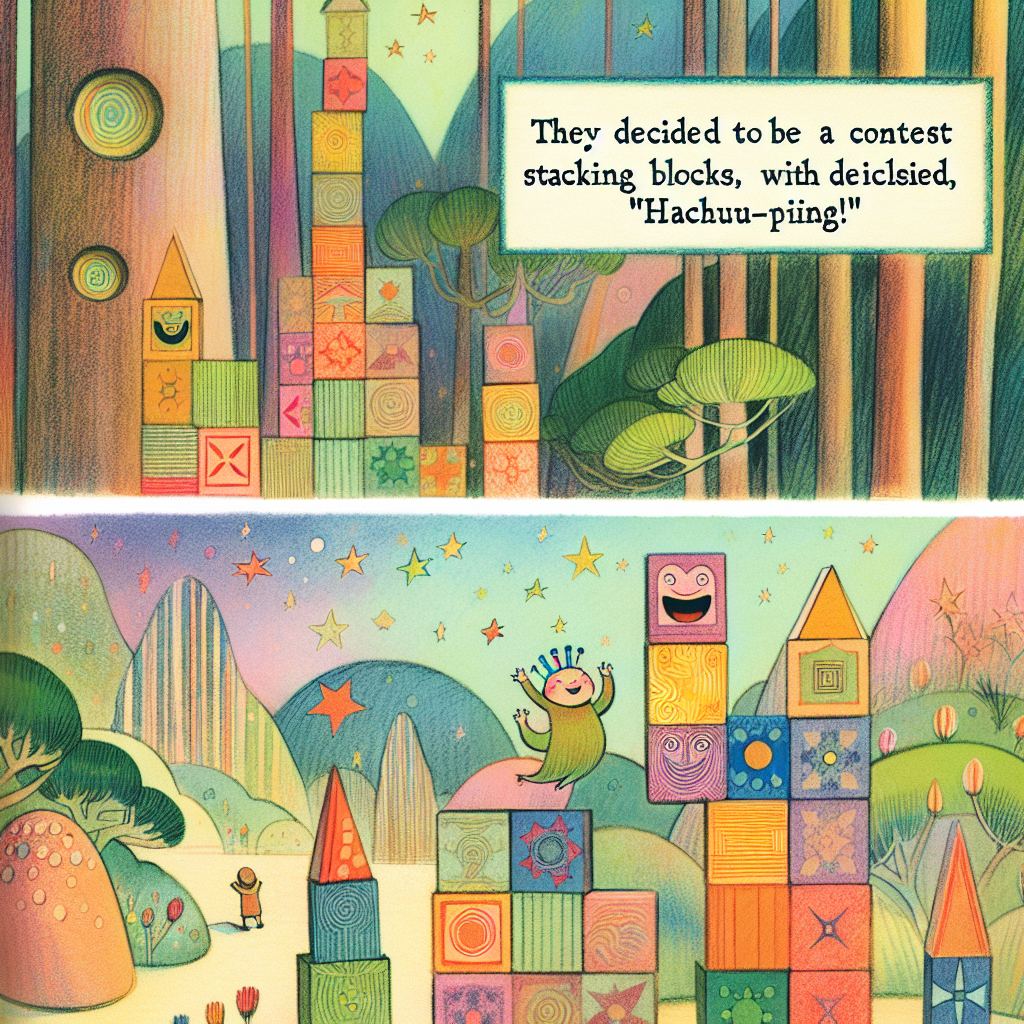 They decided to be a contest
stacking blocks, with deiclsied,
"Hachuu-piing!"